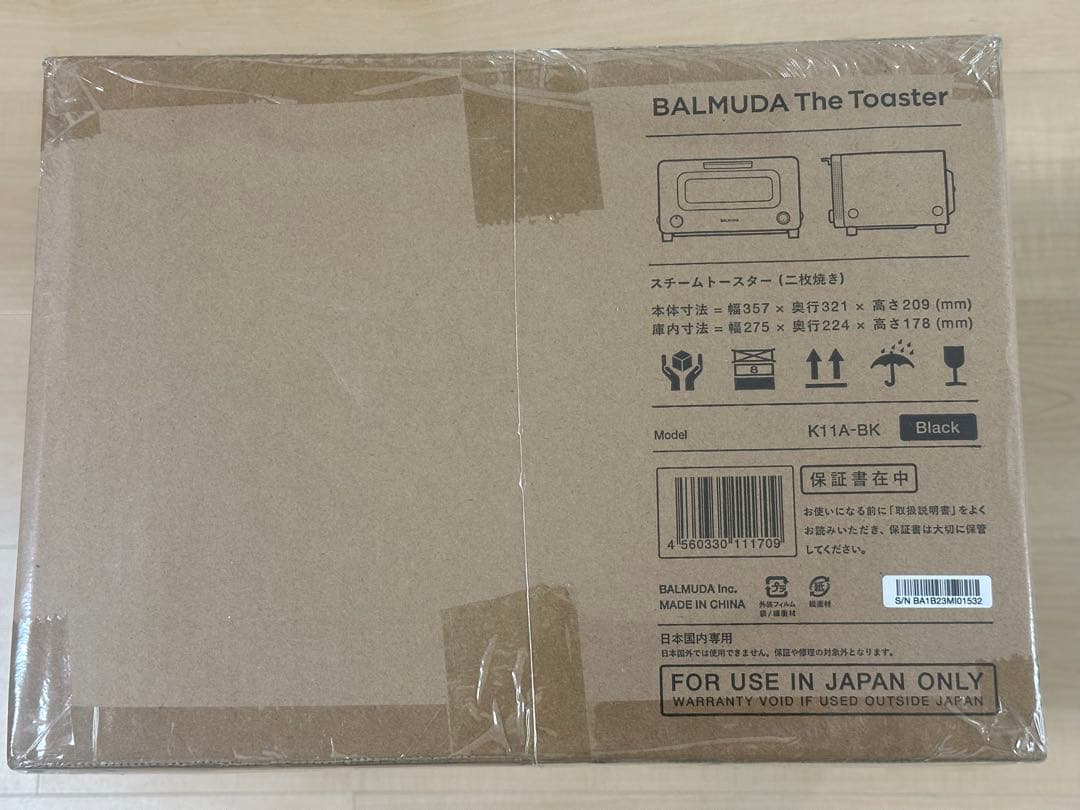 BALMUDA The Toaster
BALMUDA
スチームトースター (二枚焼き)
本体寸法 = 幅357 × 奥行321 × 高さ209 (mm)
庫内寸法 = 幅275 × 奥行224 × 高さ178 (mm)
8
Model K11A-BK Black
保証書在中
お使いになる前に「取扱説明書」をよく
お読みいただき、保証書は大切に保管
してください。
4 560330 111709
BALMUDA Inc.
MADE IN CHINA
プラ
外装フィルム
袋/緩衝材
紙
緩衝材
S/N BA1B23MI01532
日本国内専用
日本国外では使用できません。保証や修理の対象外となります。
FOR USE IN JAPAN ONLY
WARRANTY VOID IF USED OUTSIDE JAPAN